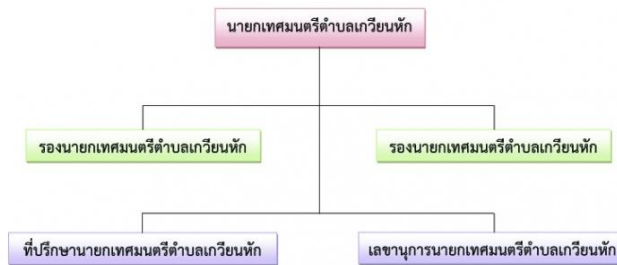 นายกเทศมนตรีตำบลเกวียนหัก
รองนายกเทศมนตรีตำบลเกวียนหัก
รองนายกเทศมนตรีตำบลเกวียนหัก
ที่ปรึกษานายกเทศมนตรีตำบลเกวียนหัก
เลขานุการนายกเทศมนตรีตำบลเกวียนหัก